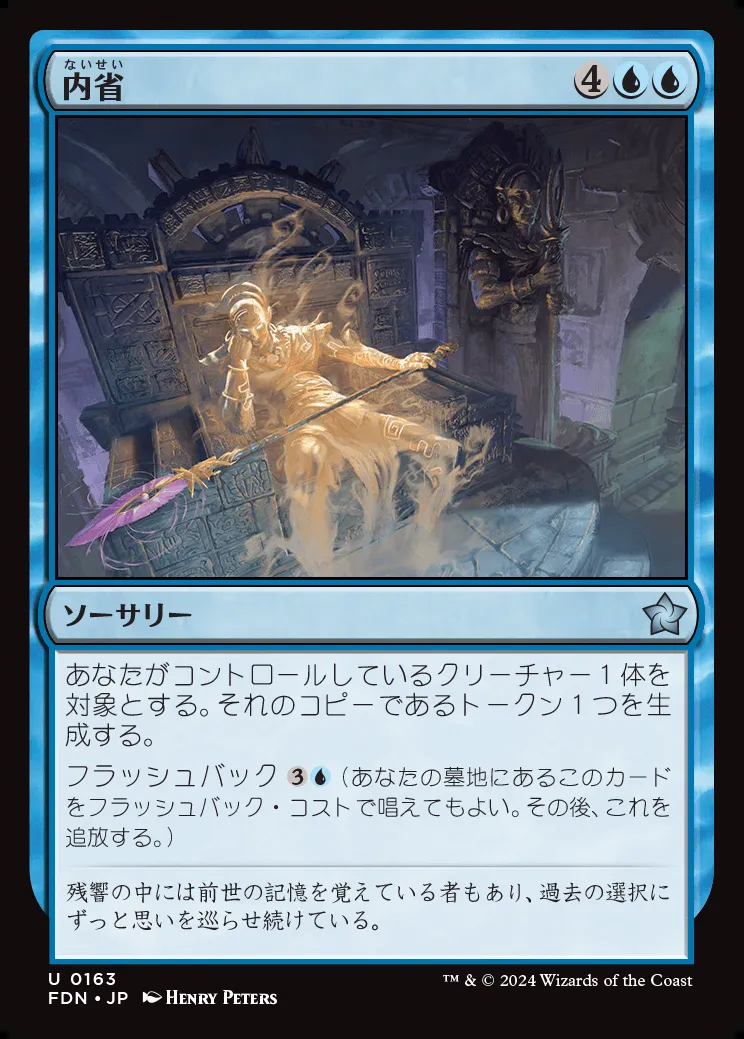 ないせい
内省
4
ソーサリー
あなたがコントロールしているクリーチャー1体を
対象とする。それのコピーであるトークン1つを生
成する。
フラッシュバック 3（あなたの墓地にあるこのカード
をフラッシュバック・コストで唱えてもよい。その後、これを
追放する。）
残響の中には前世の記憶を覚えている者もあり、過去の選択に
ずっと思いを巡らせ続けている。
U 0163
FDN • JP HENRY PETERS
™ & © 2024 Wizards of the Coast